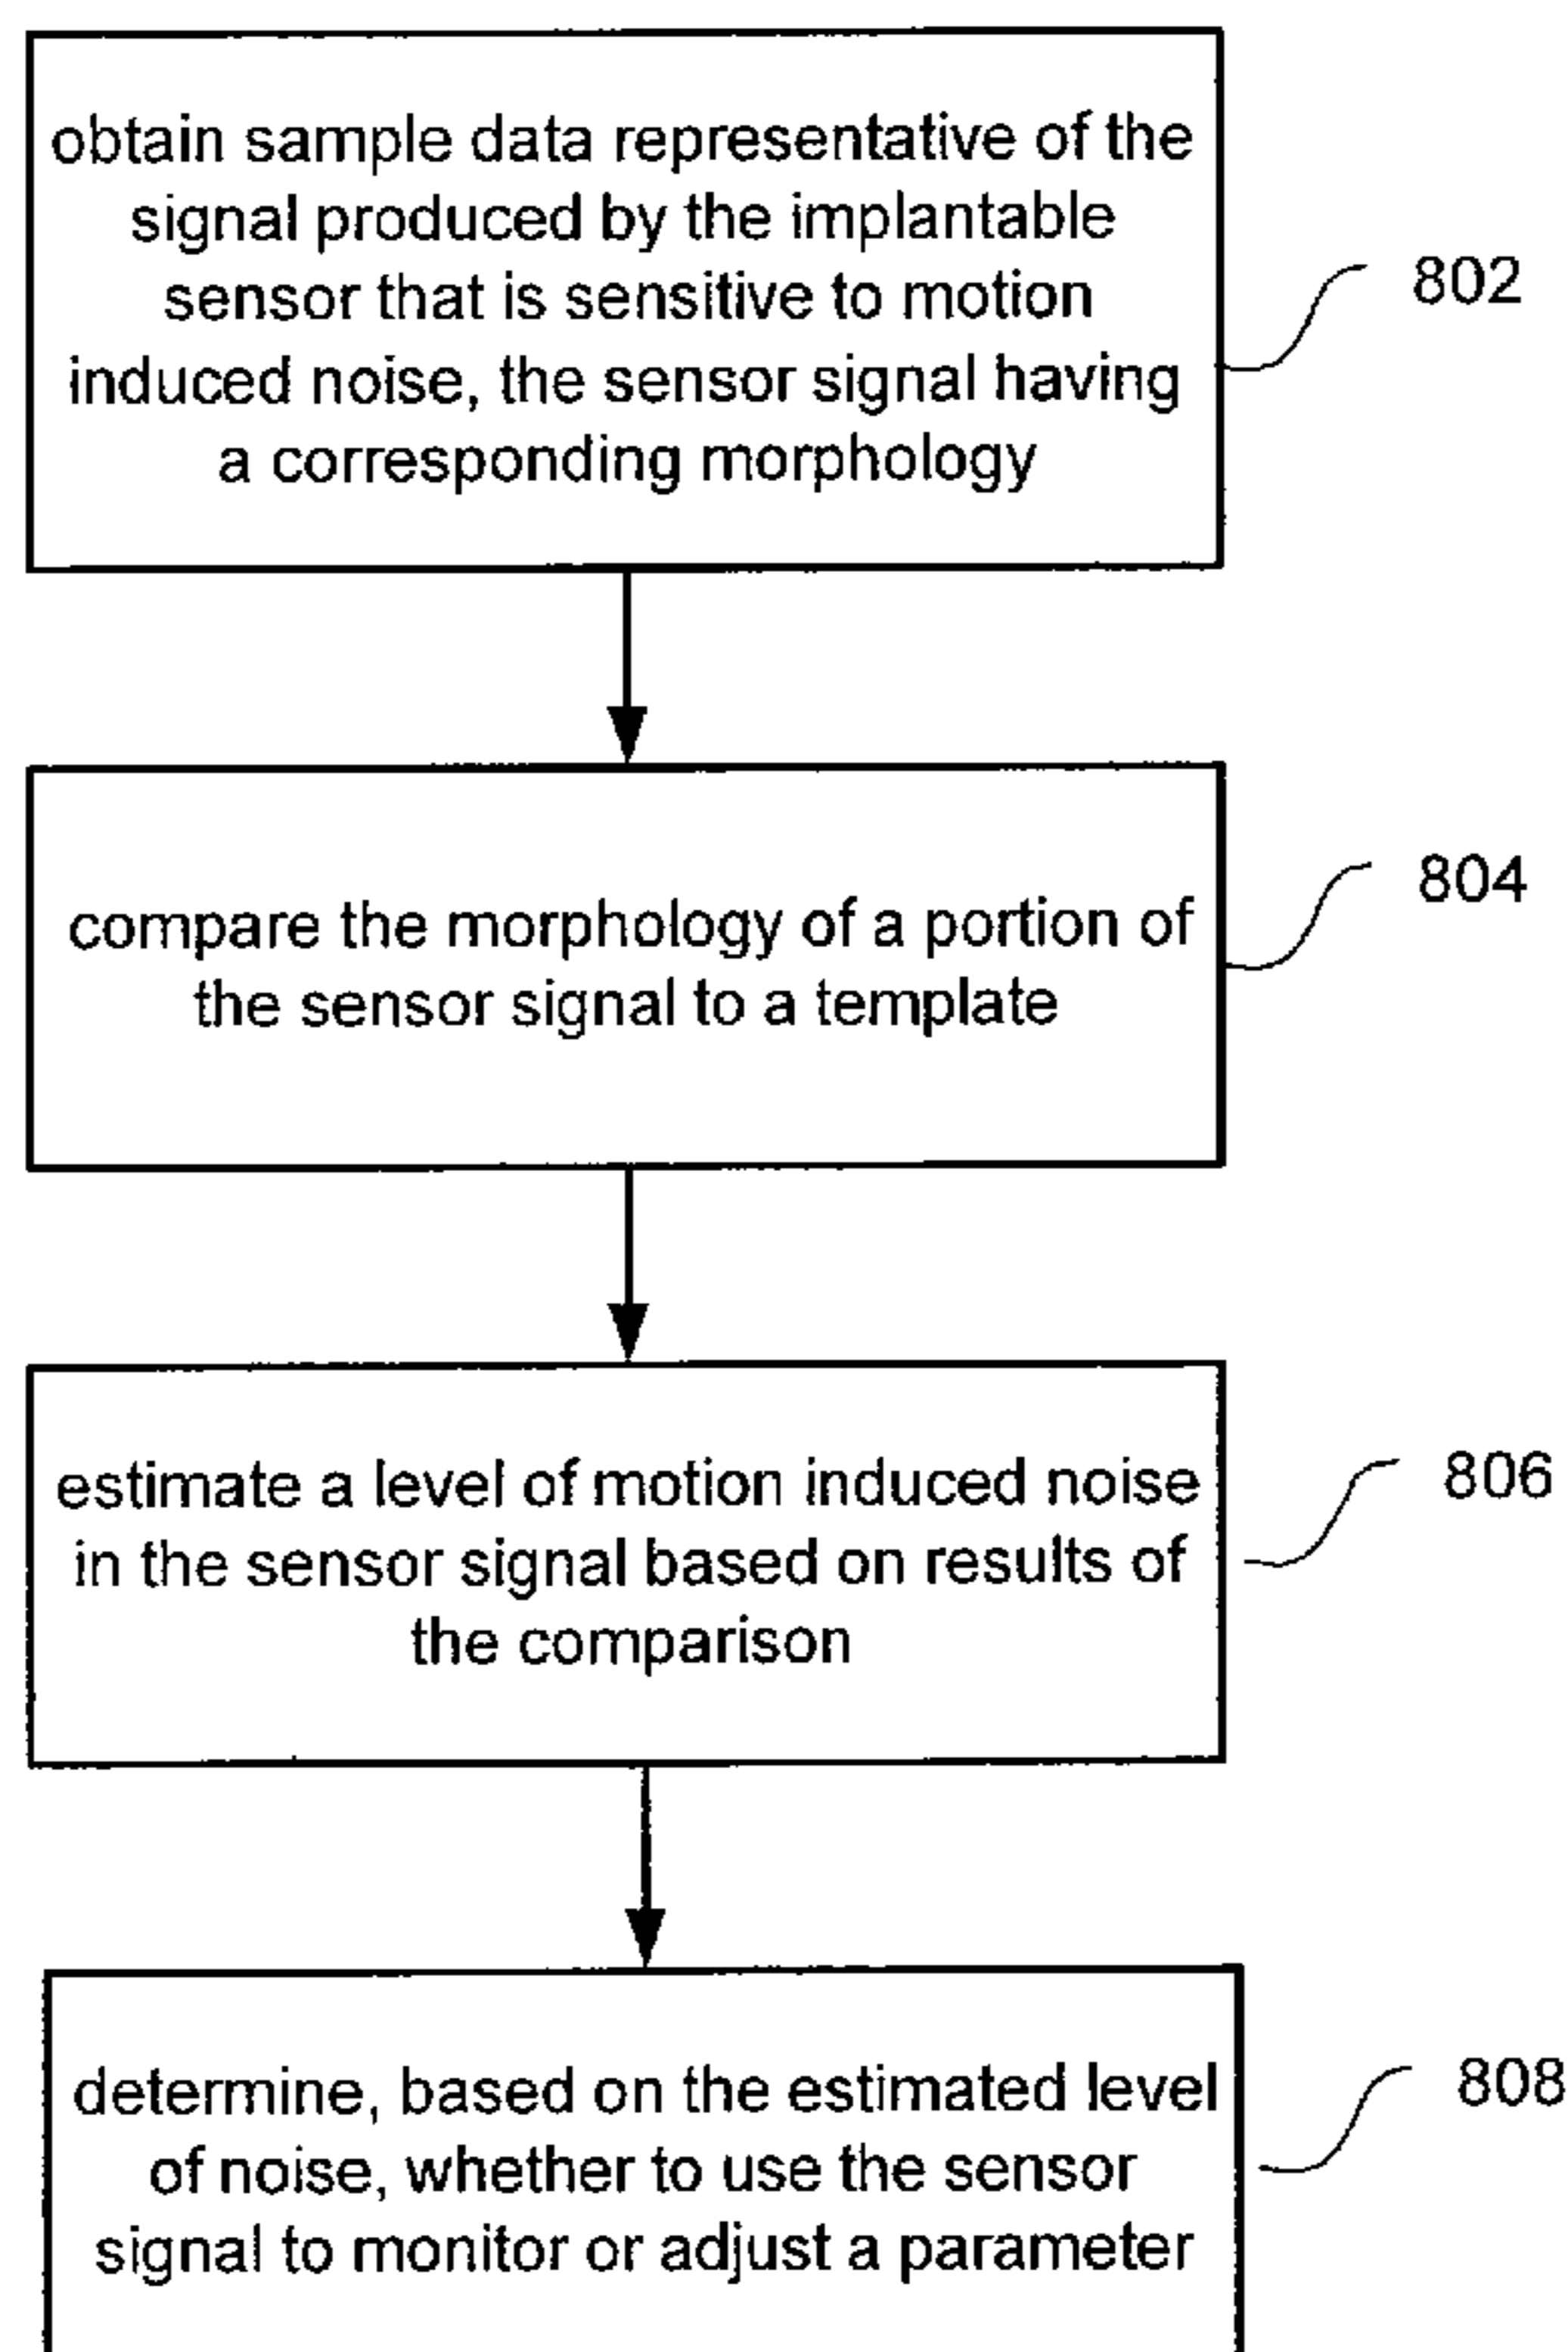 obtain sample data representative of the
signal produced by the implantable
sensor that is sensitive to motion
induced noise, the sensor signal having
a corresponding morphology
802
compare the morphology of a portion of
the sensor signal to a template
804
estimate a level of motion induced noise
in the sensor signal based on results of
the comparison
806
determine, based on the estimated level
of noise, whether to use the sensor
signal to monitor or adjust a parameter
808